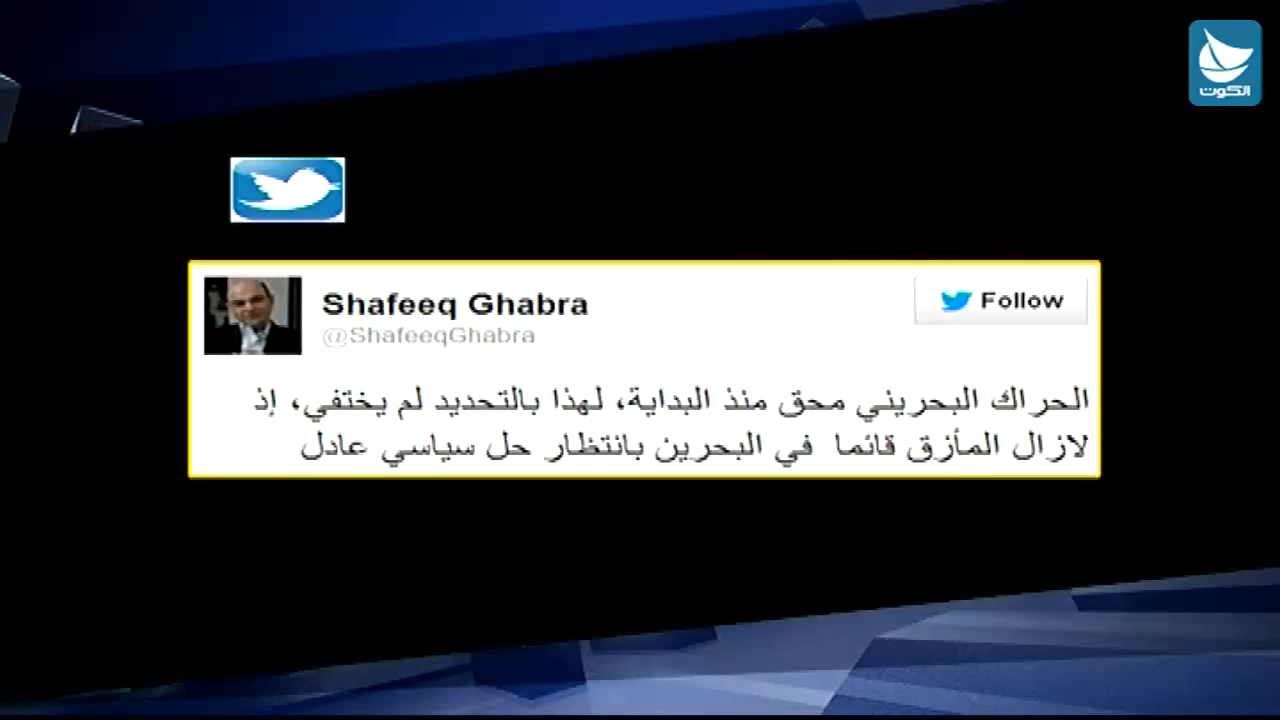 الكوت
Shafeeq Ghabra
Follow
@ShafeeqGhabra
الحراك البحريني محق منذ البداية، لهذا بالتحديد لم يختفي، إذ
لازال المأزق قائما في البحرين بانتظار حل سياسي عادل